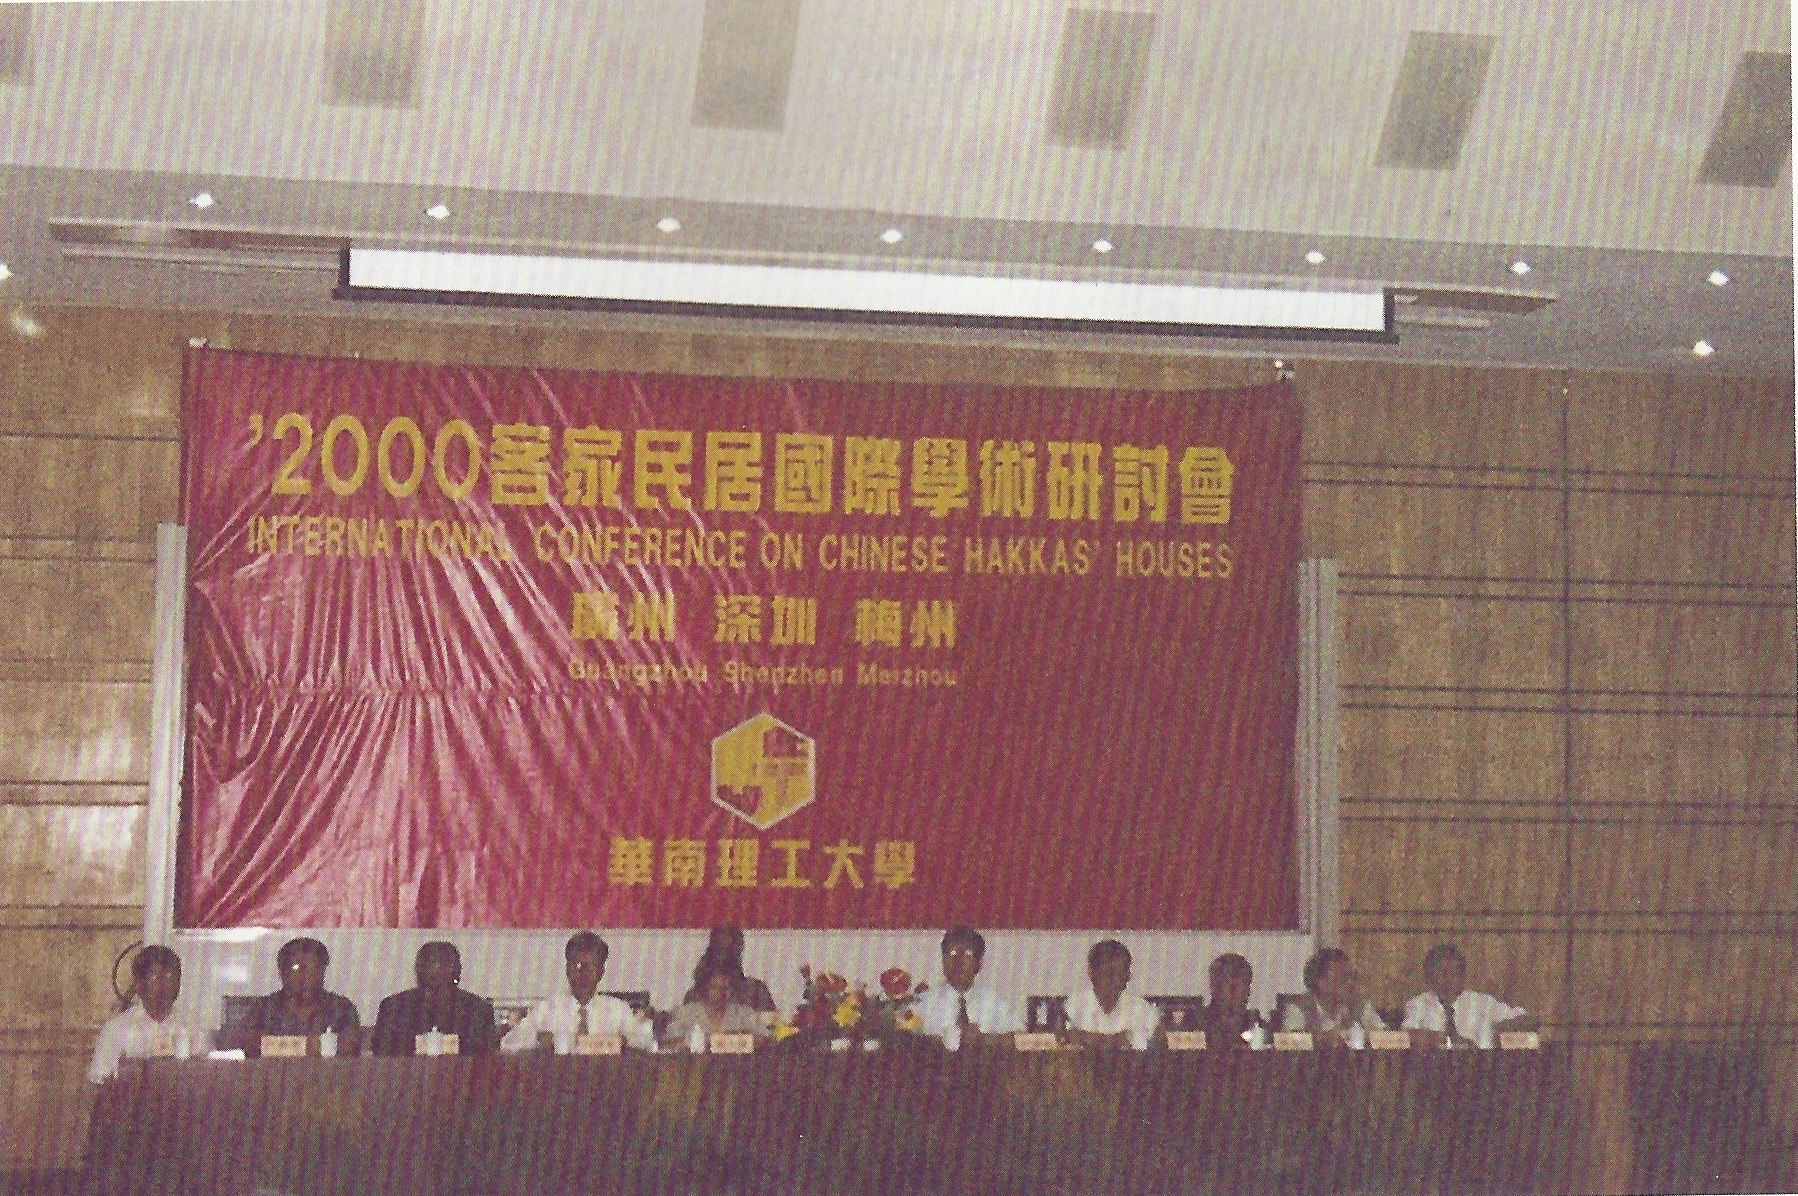 '2000客家民居國際學術研討會
INTERNATIONAL CONFERENCE ON CHINESE HAKKAS' HOUSES
廣州 深圳 梅州
Guangzhou Shenzhen Meizhou
華南理工大學